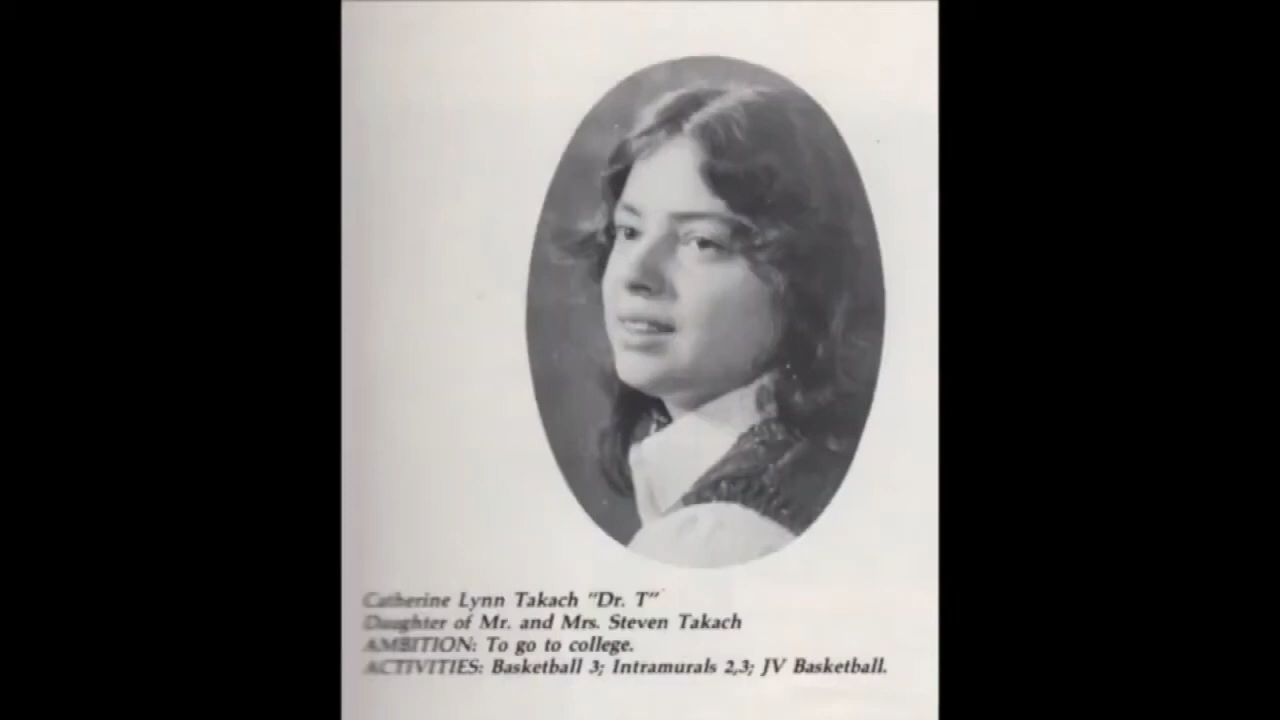 Catherine Lynn Takach "Dr. T"
Daughter of Mr. and Mrs. Steven Takach
AMBITION: To go to college.
ACTIVITIES: Basketball 3; Intramurals 2,3; JV Basketball.